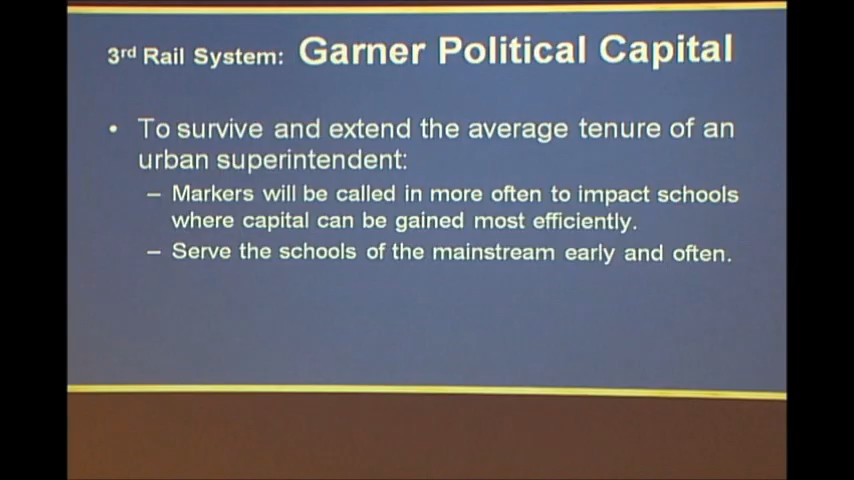 3rd Rail System: Garner Political Capital
• To survive and extend the average tenure of an
urban superintendent:
– Markers will be called in more often to impact schools
where capital can be gained most efficiently.
– Serve the schools of the mainstream early and often.